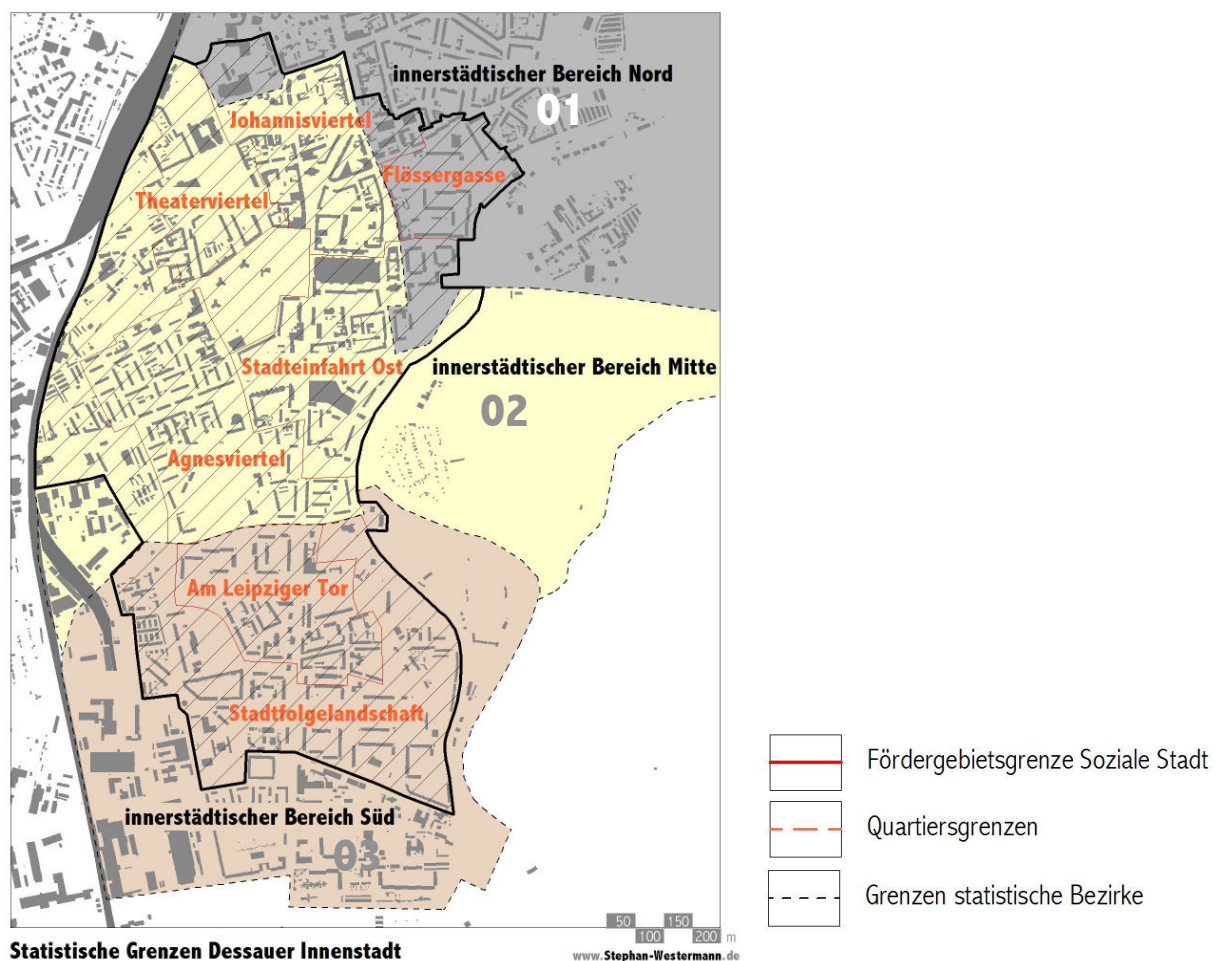 innerstädtischer Bereich Nord
01
Johannisviertel
Flössergasse
Theaterviertel
Stadteinfahrt Ost
innerstädtischer Bereich Mitte
02
Agnesviertel
Am Leipziger Tor
Stadtfolgelandschaft
innerstädtischer Bereich Süd
03
Fördergebietsgrenze Soziale Stadt
Quartiersgrenzen
Grenzen statistische Bezirke
50 150
100 200 m
Statistische Grenzen Dessauer Innenstadt
www.Stephan-Westermann.de